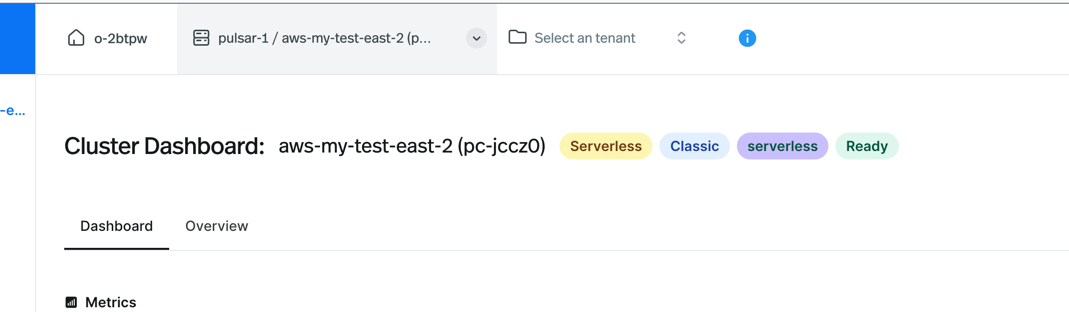 o-2btpw pulsar-1 / aws-my-test-east-2 (p... Select an tenant
-e...
Cluster Dashboard: aws-my-test-east-2 (pc-jccz0) Serverless Classic serverless Ready
Dashboard Overview
Metrics